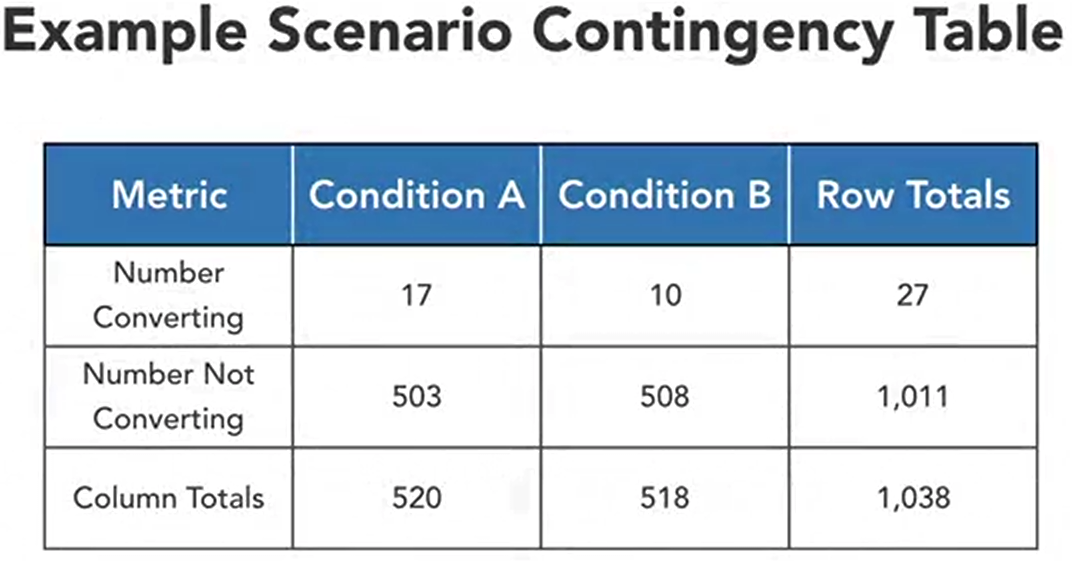 Example Scenario Contingency Table
Metric Condition A Condition B Row Totals
Number
Converting
17 10 27
Number Not
Converting
503 508 1,011
Column Totals 520 518 1,038